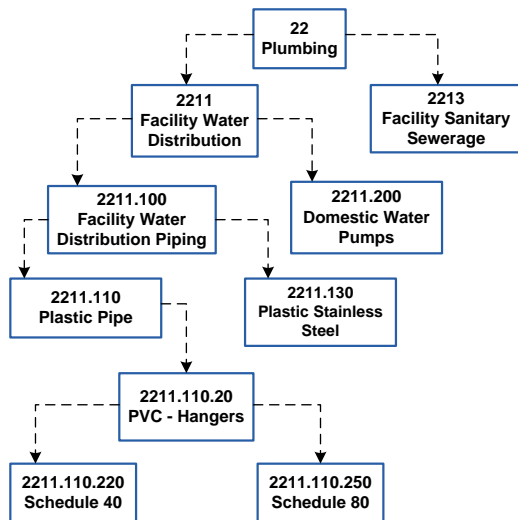 22
Plumbing
2211
Facility Water
Distribution
2213
Facility Sanitary
Sewerage
2211.100
Facility Water
Distribution Piping
2211.200
Domestic Water
Pumps
2211.110
Plastic Pipe
2211.130
Plastic Stainless
Steel
2211.110.20
PVC - Hangers
2211.110.220
Schedule 40
2211.110.250
Schedule 80